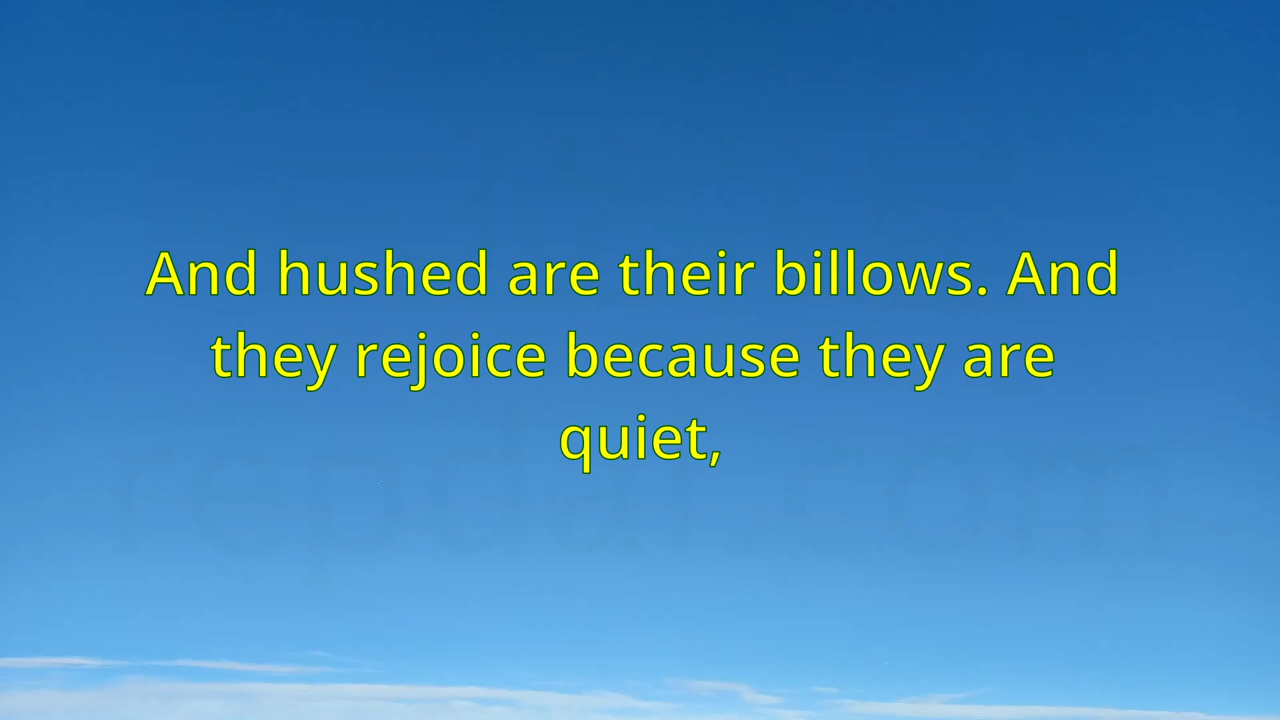 And hushed are their billows. And
they rejoice because they are
quiet,